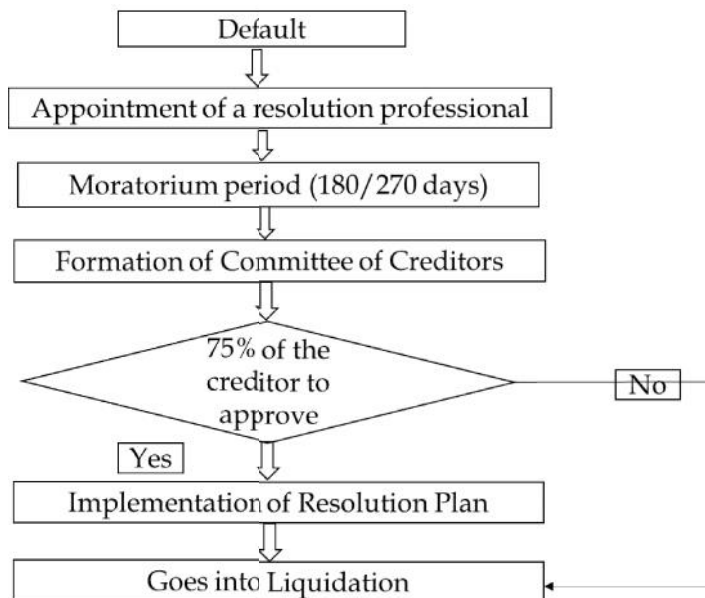 Default
Appointment of a resolution professional
Moratorium period (180/270 days)
Formation of Committee of Creditors
75% of the
creditor to
approve
No
Yes
Implementation of Resolution Plan
Goes into Liquidation